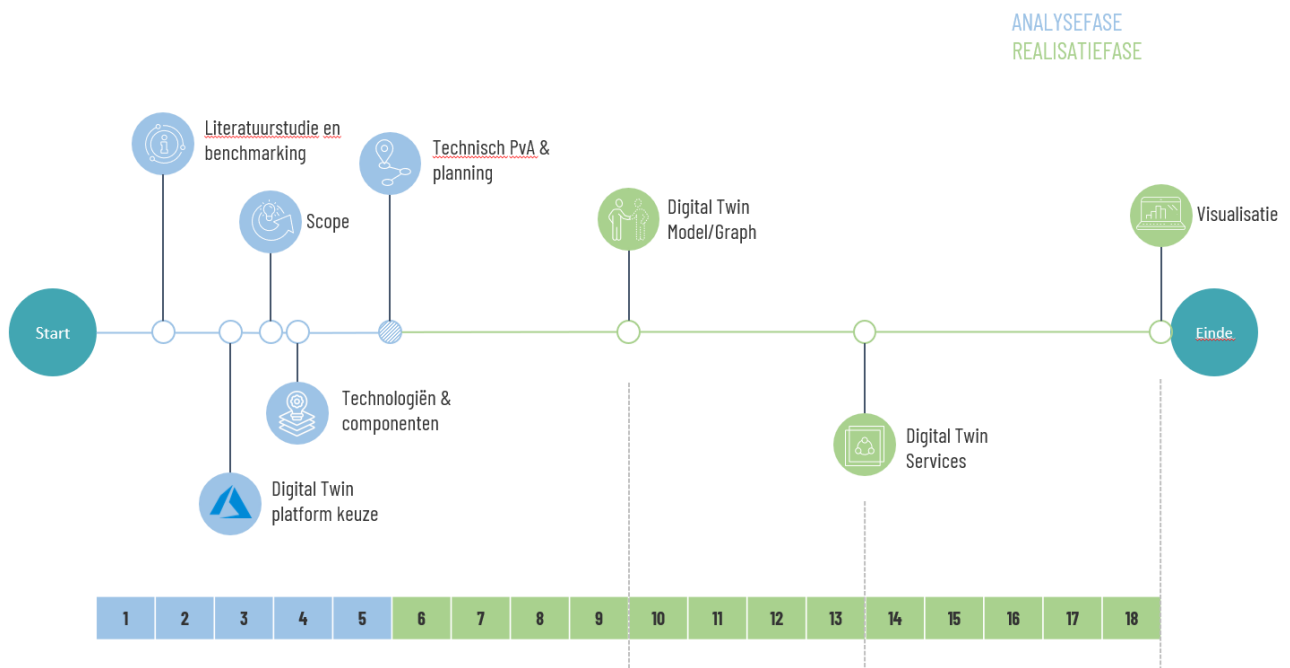 ANALYSEFASE
REALISATIEFASE
Literatuurstudie en
benchmarking
Technisch PvA &
planning
Scope
Digital Twin
Model/Graph
Visualisatie
Start
Einde
Technologiën &
componenten
Digital Twin
Services
Digital Twin
platform keuze
1 2 3 4 5 6 7 8 9 10 11 12 13 14 15 16 17 18